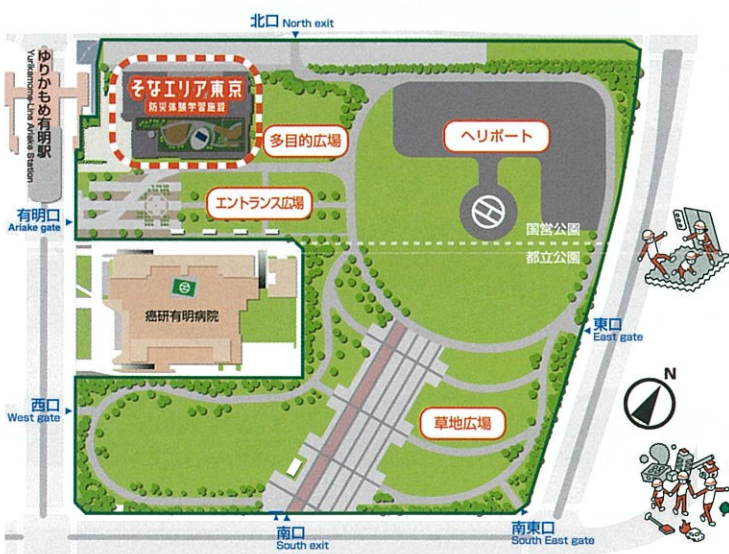 北口 North exit
ゆりかもめ有明駅
Yurikamome-Line Ariake Station
そなエリア東京
防災体験学習施設
多目的広場
ヘリポート
エントランス広場
有明口
Ariake gate
国営公園
都立公園
癌研有明病院
東口
East gate
西口
West gate
N
草地広場
南口
South exit
南東口
South East gate